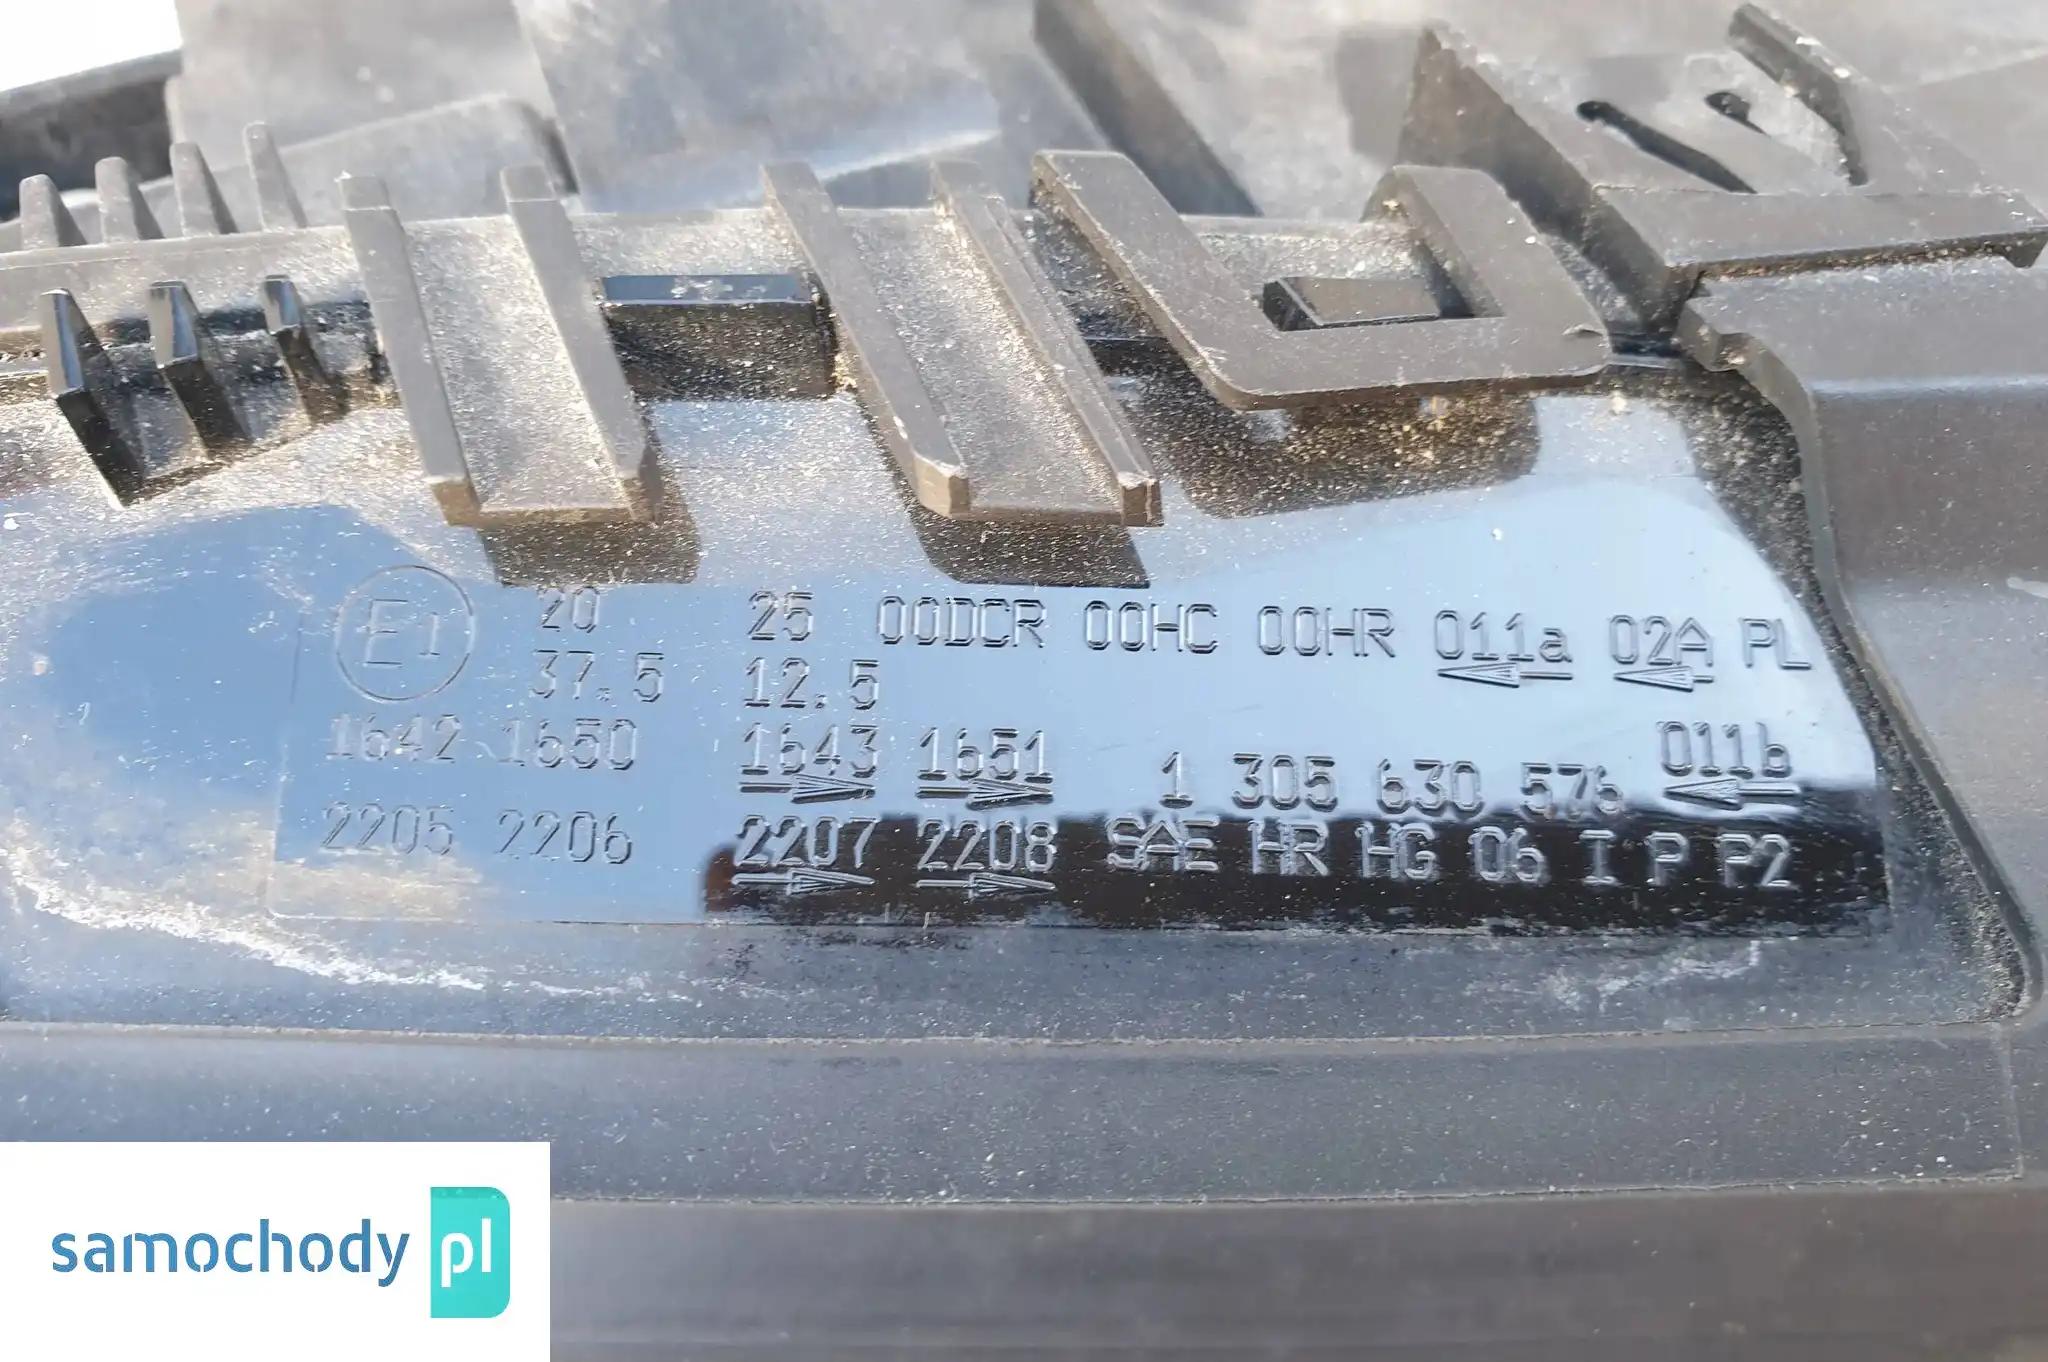 E1 20 25 00DCR 00HC 00HR 011a 02A PL
37.5 12.5
1642 1650 1643 1651 1 305 630 576 011b
2205 2206 2207 2208 SAE HR HG 06 I P P2
samochody pl